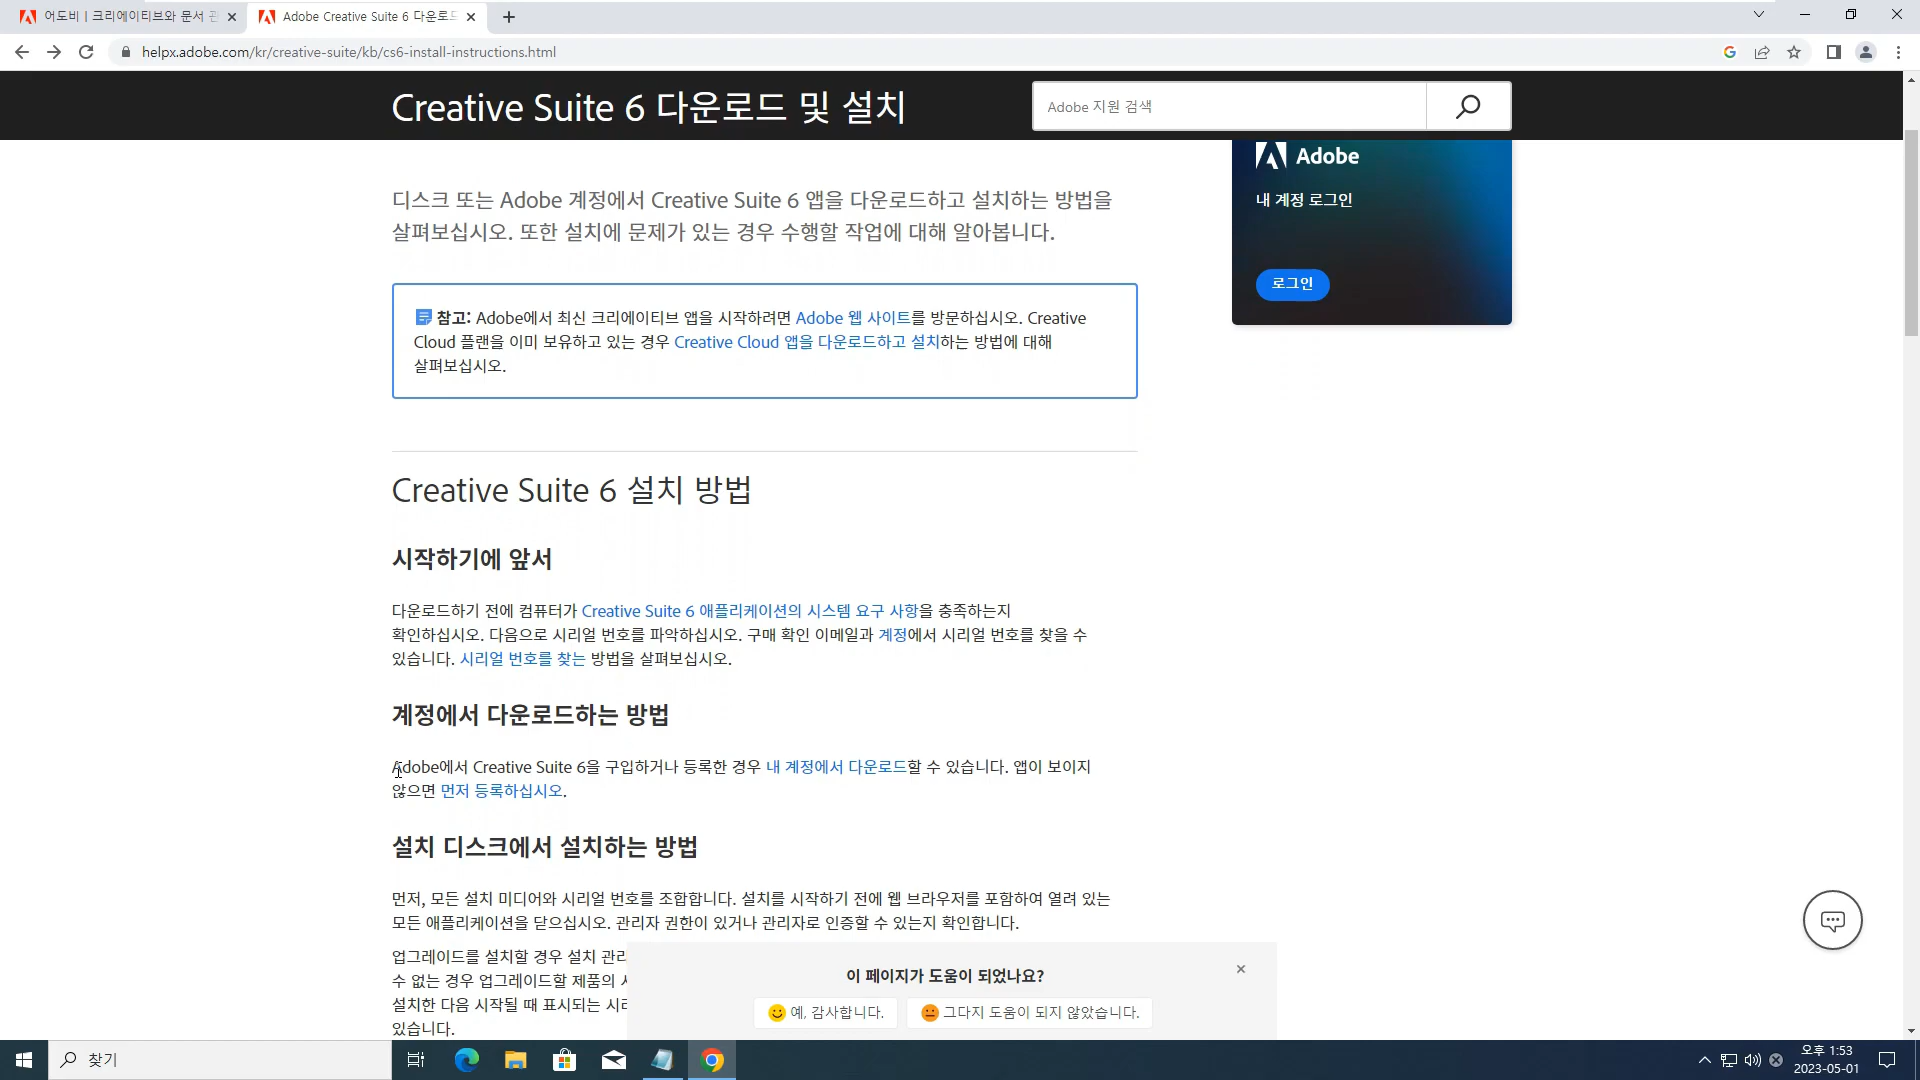 어도비 | 크리에이티브와 문서 관
Adobe Creative Suite 6 다운로드
helpx.adobe.com/kr/creative-suite/kb/cs6-install-instructions.html
Creative Suite 6 다운로드 및 설치
Adobe 지원 검색
Adobe
내 계정 로그인
로그인
디스크 또는 Adobe 계정에서 Creative Suite 6 앱을 다운로드하고 설치하는 방법을
살펴보십시오. 또한 설치에 문제가 있는 경우 수행할 작업에 대해 알아봅니다.
참고: Adobe에서 최신 크리에이티브 앱을 시작하려면 Adobe 웹 사이트를 방문하십시오. Creative
Cloud 플랜을 이미 보유하고 있는 경우 Creative Cloud 앱을 다운로드하고 설치하는 방법에 대해
살펴보십시오.
Creative Suite 6 설치 방법
시작하기에 앞서
다운로드하기 전에 컴퓨터가 Creative Suite 6 애플리케이션의 시스템 요구 사항을 충족하는지
확인하십시오. 다음으로 시리얼 번호를 파악하십시오. 구매 확인 이메일과 계정에서 시리얼 번호를 찾을 수
있습니다. 시리얼 번호를 찾는 방법을 살펴보십시오.
계정에서 다운로드하는 방법
Adobe에서 Creative Suite 6을 구입하거나 등록한 경우 내 계정에서 다운로드할 수 있습니다. 앱이 보이지
않으면 먼저 등록하십시오.
설치 디스크에서 설치하는 방법
먼저, 모든 설치 미디어와 시리얼 번호를 조합합니다. 설치를 시작하기 전에 웹 브라우저를 포함하여 열려 있는
모든 애플리케이션을 닫으십시오. 관리자 권한이 있거나 관리자로 인증할 수 있는지 확인합니다.
업그레이드를 설치할 경우 설치 관리
수 없는 경우 업그레이드할 제품의
설치한 다음 시작될 때 표시되는 시리
있습니다.
이 페이지가 도움이 되었나요?
예, 감사합니다.
그다지 도움이 되지 않았습니다.
찾기
오후 1:53
2023-05-01